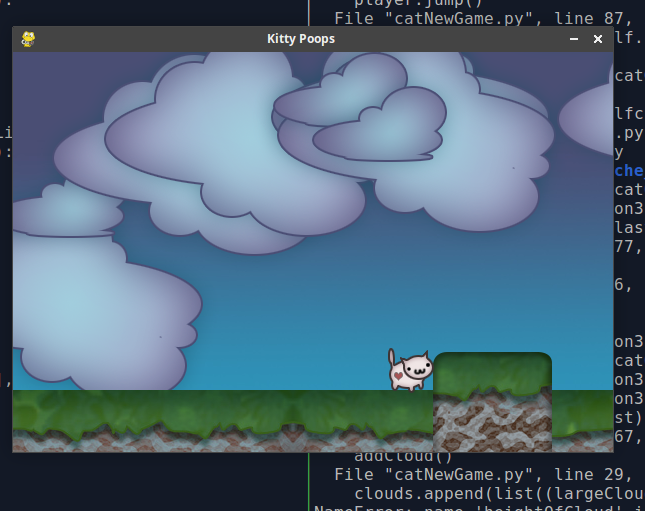 player.jump()
File "catNewGame.py", line 87,
Kitty Poops
lf.
cat
lfc
.py
y
che
cat
on3
las
77,
6,
on3
cat
on3
on3
st)
67,
addCloud()
File "catNewGame.py", line 29,
clouds.append(list((largeClou
NameError: name 'heightOfCloud' i